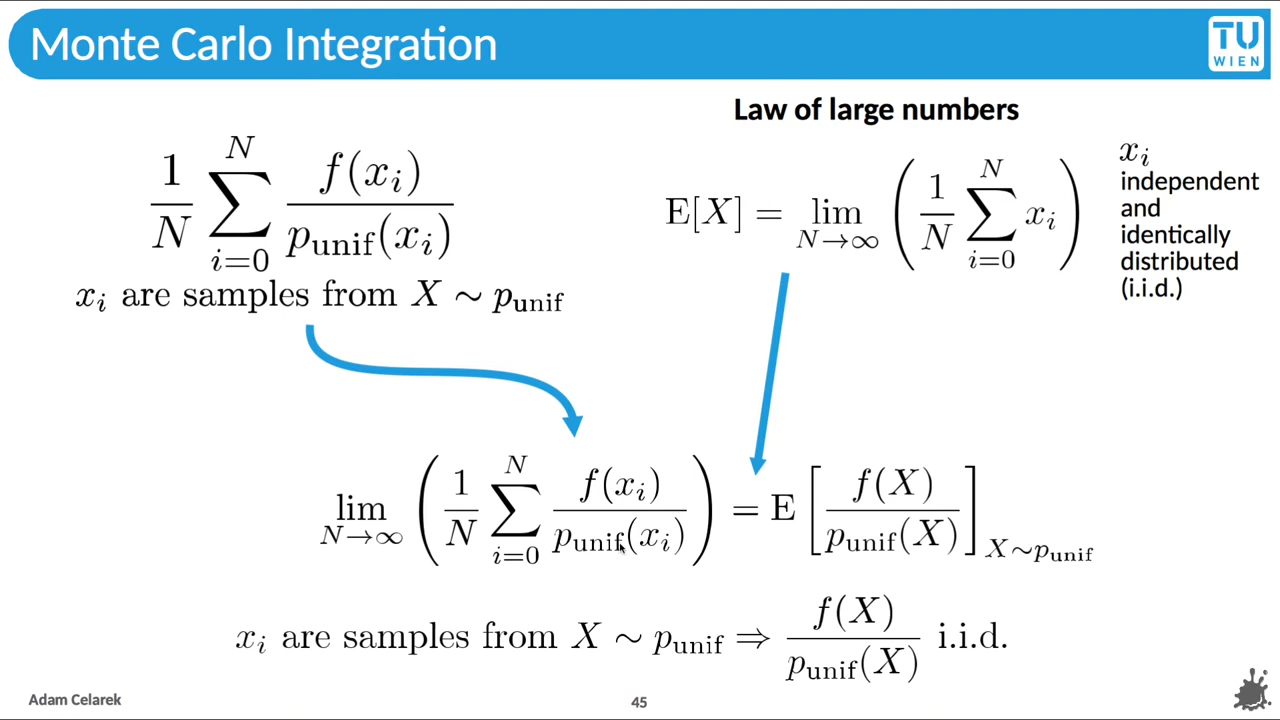 Monte Carlo Integration
TU
WIEN
Law of large numbers
1/N ∑_{i=0}^{N} f(x_i)/p_unif(x_i)
x_i are samples from X ∼ p_unif
E[X] = lim_{N→∞} (1/N ∑_{i=0}^{N} x_i)
x_i
independent
and
identically
distributed
(i.i.d.)
lim_{N→∞} (1/N ∑_{i=0}^{N} f(x_i)/p_unif(x_i)) = E[f(X)/p_unif(X)]_{X∼p_unif}
x_i are samples from X ∼ p_unif ⇒ f(X)/p_unif(X) i.i.d.
Adam Celarek
45